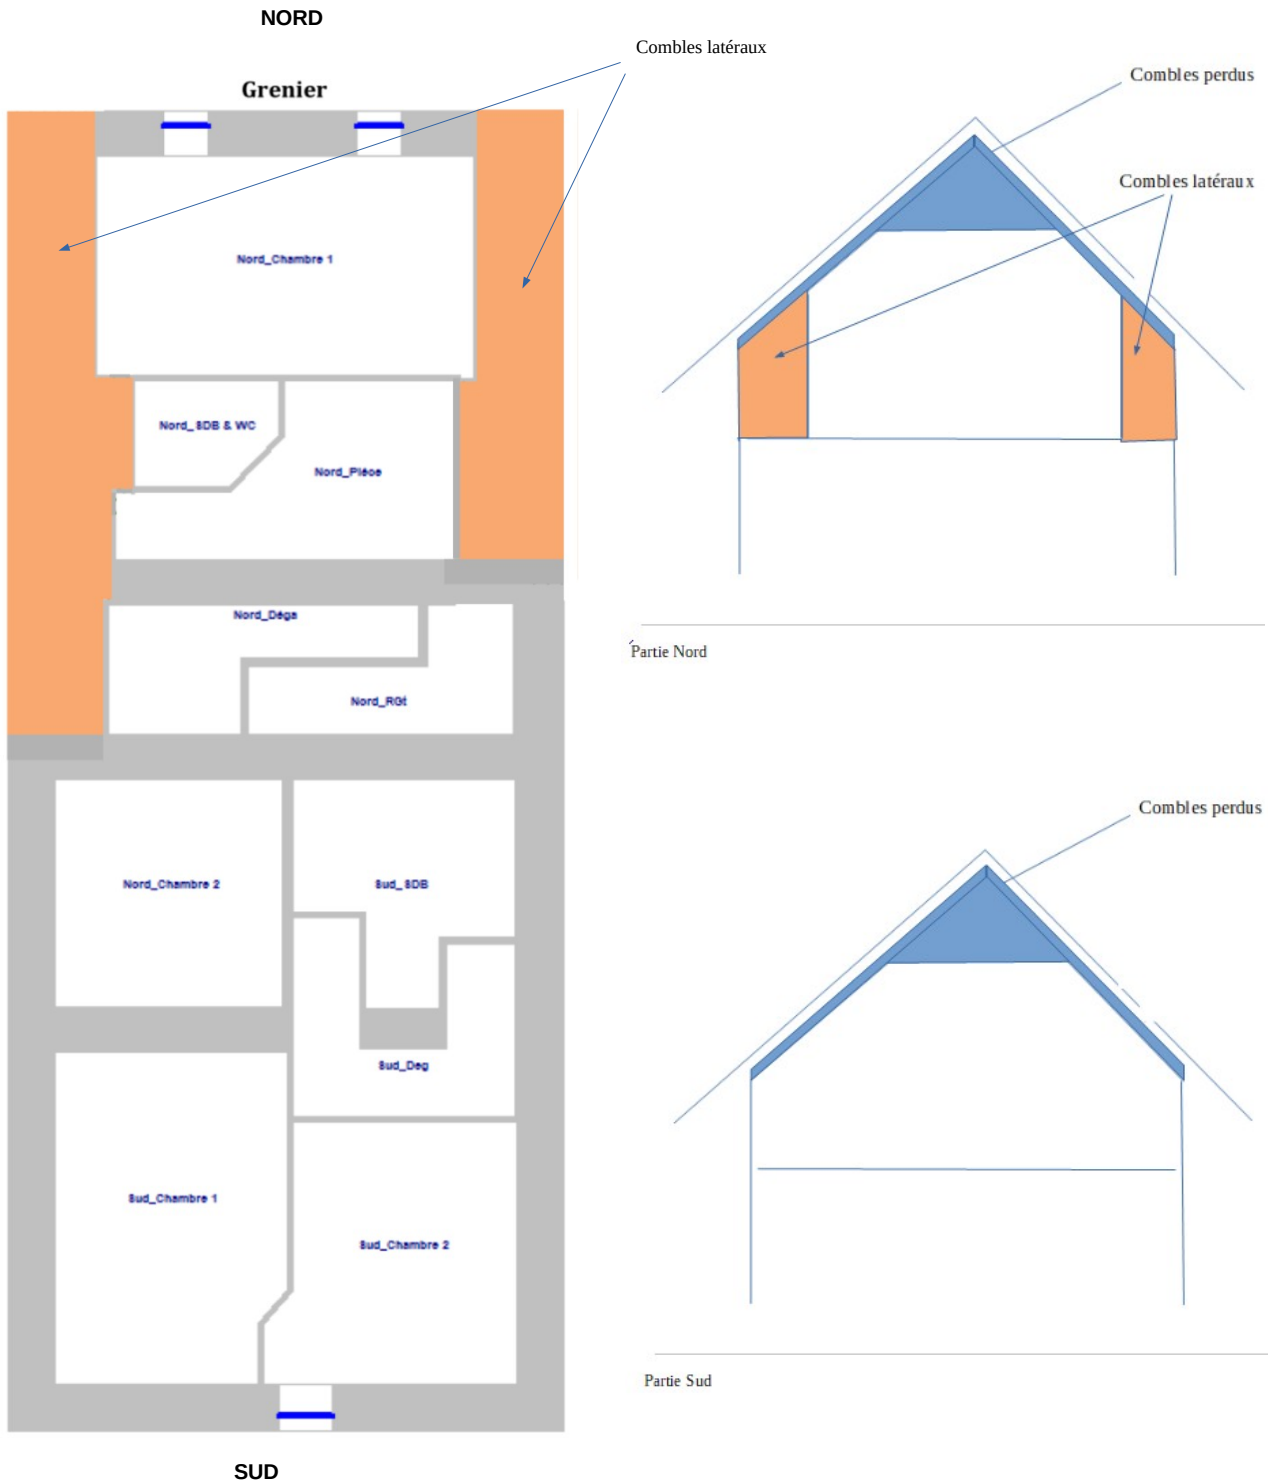 NORD
Combles latéraux
Grenier
Combles perdus
Combles latéraux
Nord_Chambre 1
Nord_SDB & WC
Nord_Pièce
Nord_Déga
Partie Nord
Nord_RGt
Combles perdus
Nord_Chambre 2
Sud_SDB
Sud_Deg
Sud_Chambre 1
Sud_Chambre 2
Partie Sud
SUD